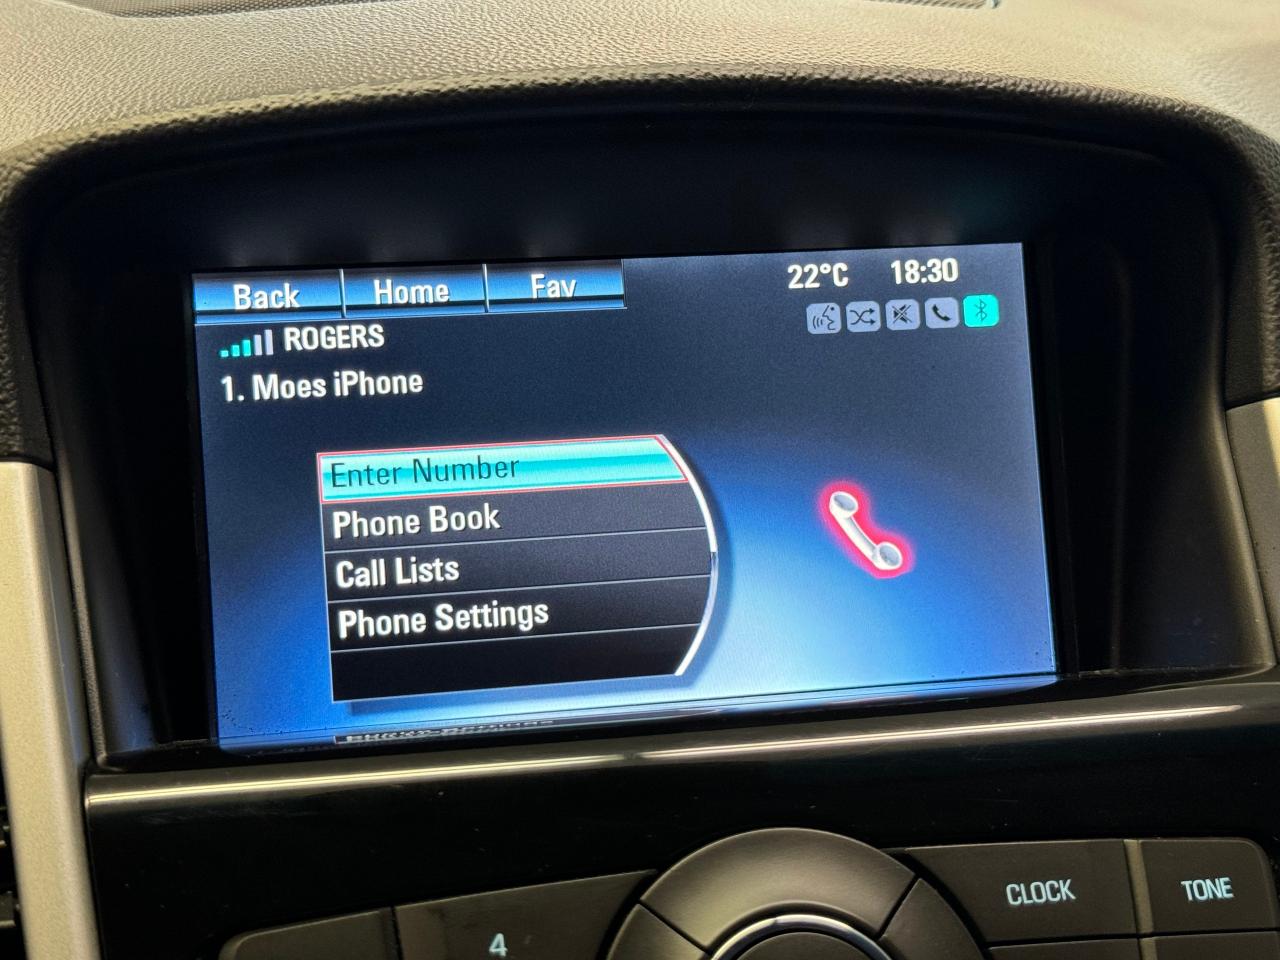 Back Home Fav 22°C 18:30
ROGERS
1. Moes iPhone
Enter Number
Phone Book
Call Lists
Phone Settings
CLOCK TONE
4